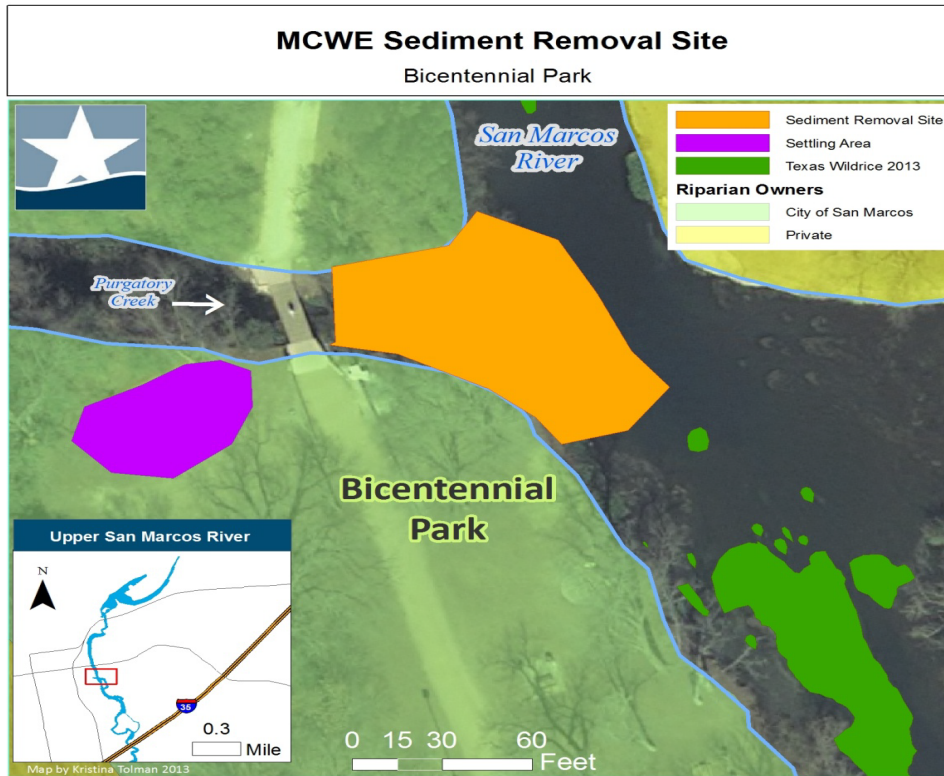 MCWE Sediment Removal Site
Bicentennial Park
San Marcos
River
Sediment Removal Site
Settling Area
Texas Wildrice 2013
Riparian Owners
City of San Marcos
Private
Purgatory
Creek
Bicentennial
Park
Upper San Marcos River
N
35
0.3
Mile
0 15 30 60
Feet
Map by Kristina Tolman 2013